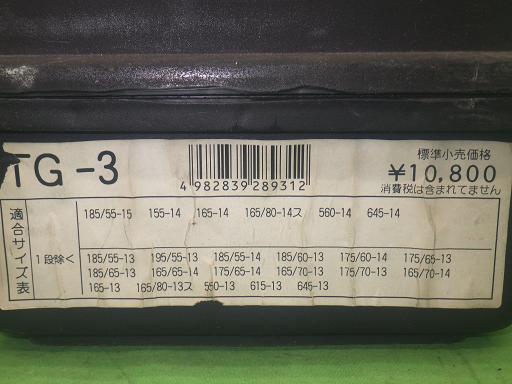 TG-3
4 982839 289312
標準小売価格
¥10,800
消費税は含まれてません
適合サイズ表
185/55-15 155-14 165-14 165/80-14ス 560-14 645-14
1段除く
185/55-13 195/55-13 185/55-14 185/60-13 175/60-14 175/65-13
185/65-13 165/65-14 175/65-14 165/70-13 175/70-13 165/70-14
165-13 165/80-13ス 550-13 615-13 645-13